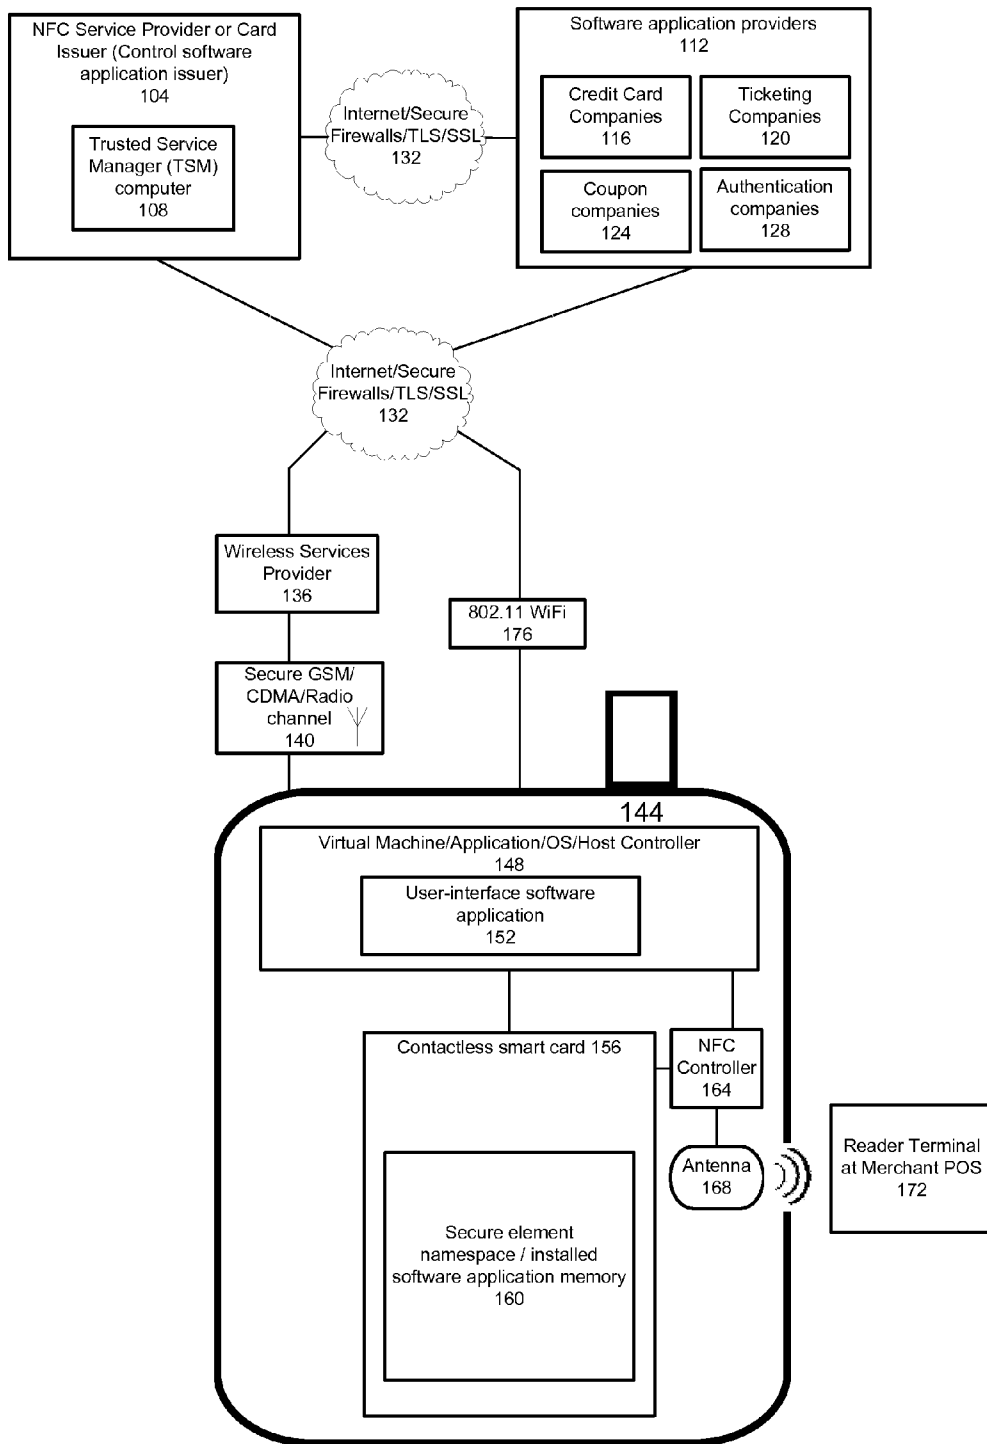 NFC Service Provider or Card
Issuer (Control software
application issuer)
104
Trusted Service
Manager (TSM)
computer
108
Internet/Secure
Firewalls/TLS/SSL
132
Software application providers
112
Credit Card
Companies
116
Ticketing
Companies
120
Coupon
companies
124
Authentication
companies
128
Internet/Secure
Firewalls/TLS/SSL
132
Wireless Services
Provider
136
802.11 WiFi
176
Secure GSM/
CDMA/Radio
channel
140
144
Virtual Machine/Application/OS/Host Controller
148
User-interface software
application
152
Contactless smart card 156
NFC
Controller
164
Antenna
168
Reader Terminal
at Merchant POS
172
Secure element
namespace / installed
software application memory
160